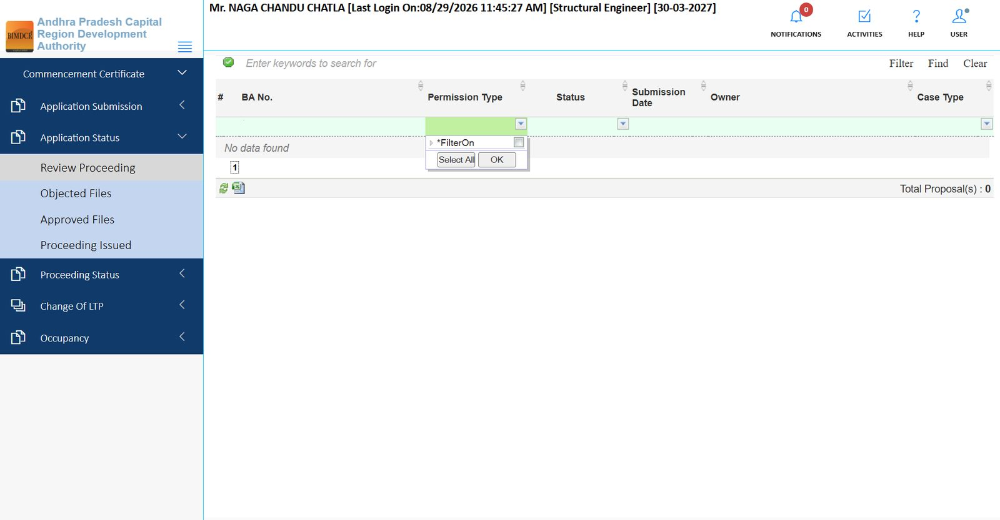 Mr. NAGA CHANDU CHATLA [Last Login On:08/29/2026 11:45:27 AM] [Structural Engineer] [30-03-2027]
BIMDCR
Andhra Pradesh Capital
Region Development
Authority
0
NOTIFICATIONS
ACTIVITIES
HELP
USER
Commencement Certificate
Application Submission
Application Status
Review Proceeding
Objected Files
Approved Files
Proceeding Issued
Proceeding Status
Change Of LTP
Occupancy
Enter keywords to search for
Filter Find Clear
# BA No. Permission Type Status Submission Date Owner Case Type
*FilterOn
Select All OK
No data found
1
Total Proposal(s) : 0